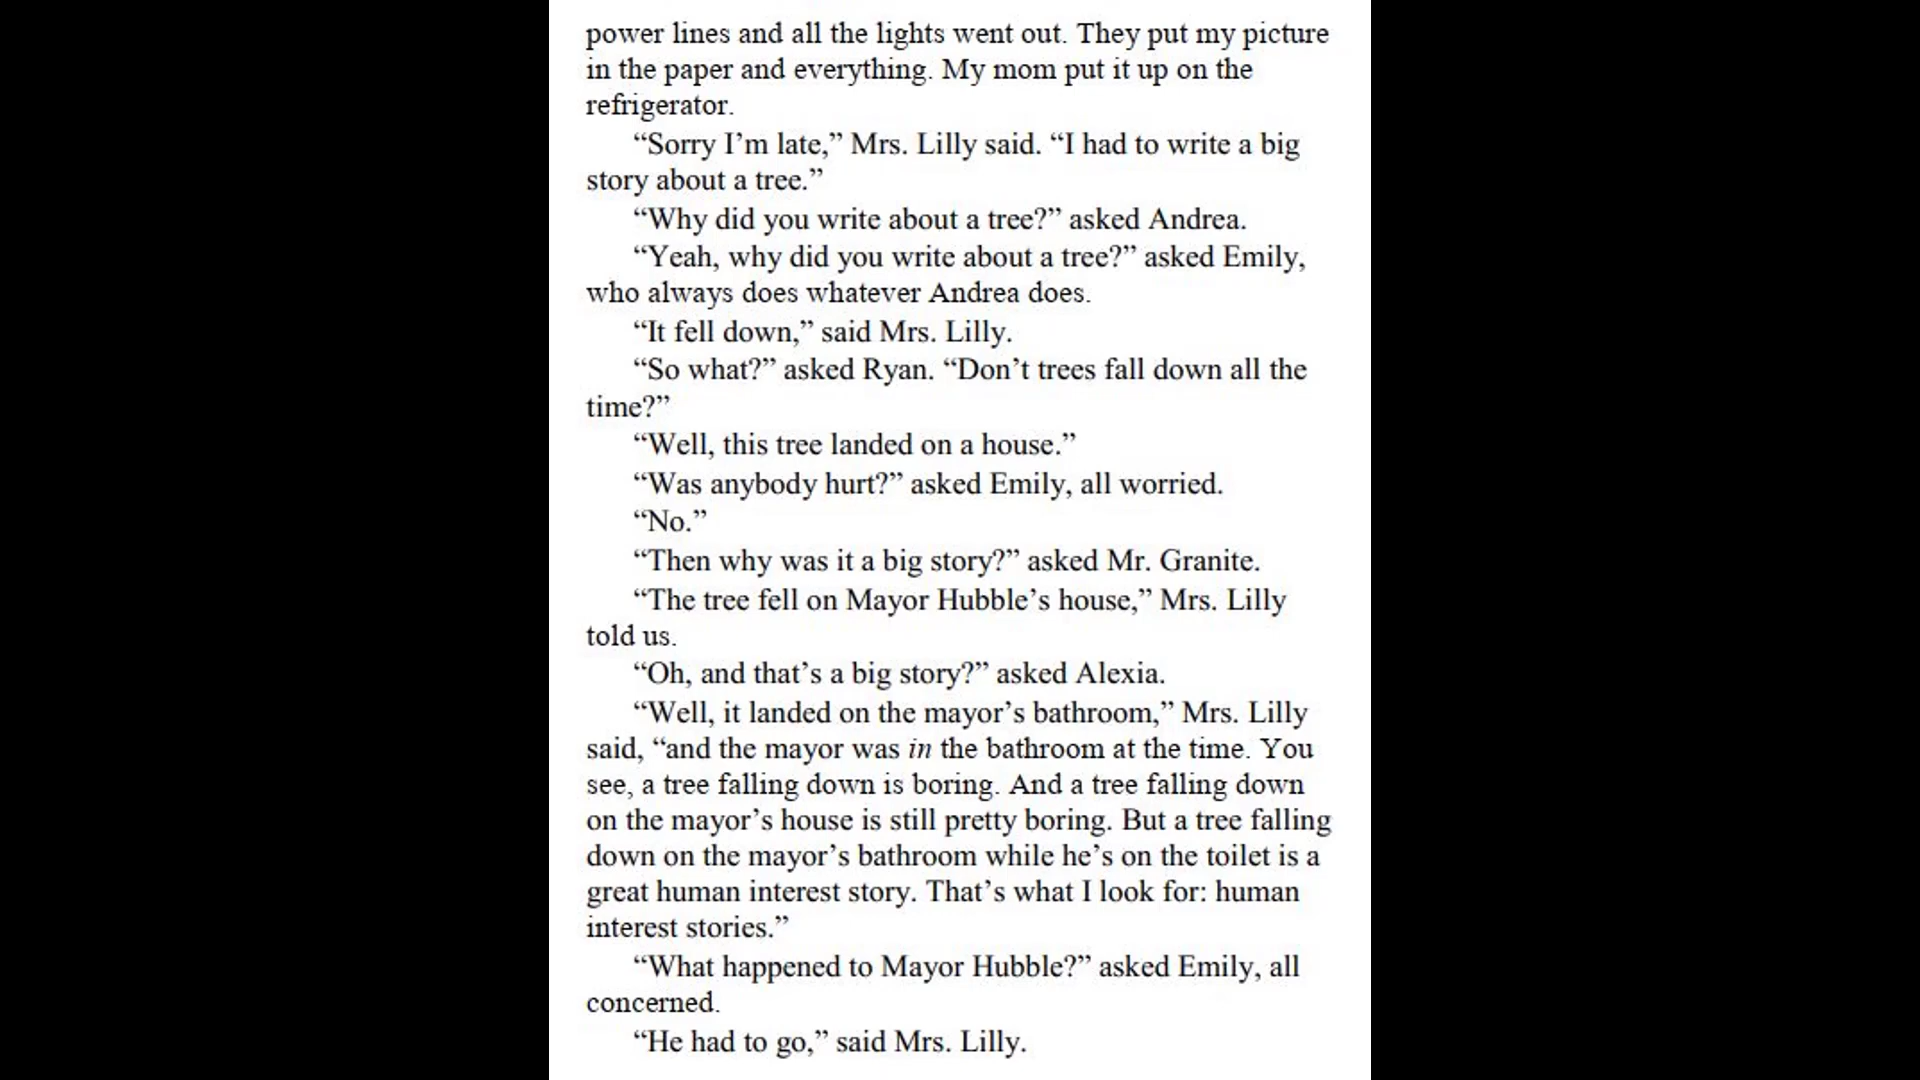 power lines and all the lights went out. They put my picture
in the paper and everything. My mom put it up on the
refrigerator.
“Sorry I’m late,” Mrs. Lilly said. “I had to write a big
story about a tree.”
“Why did you write about a tree?” asked Andrea.
“Yeah, why did you write about a tree?” asked Emily,
who always does whatever Andrea does.
“It fell down,” said Mrs. Lilly.
“So what?” asked Ryan. “Don’t trees fall down all the
time?”
“Well, this tree landed on a house.”
“Was anybody hurt?” asked Emily, all worried.
“No.”
“Then why was it a big story?” asked Mr. Granite.
“The tree fell on Mayor Hubble’s house,” Mrs. Lilly
told us.
“Oh, and that’s a big story?” asked Alexia.
“Well, it landed on the mayor’s bathroom,” Mrs. Lilly
said, “and the mayor was in the bathroom at the time. You
see, a tree falling down is boring. And a tree falling down
on the mayor’s house is still pretty boring. But a tree falling
down on the mayor’s bathroom while he’s on the toilet is a
great human interest story. That’s what I look for: human
interest stories.”
“What happened to Mayor Hubble?” asked Emily, all
concerned.
“He had to go,” said Mrs. Lilly.